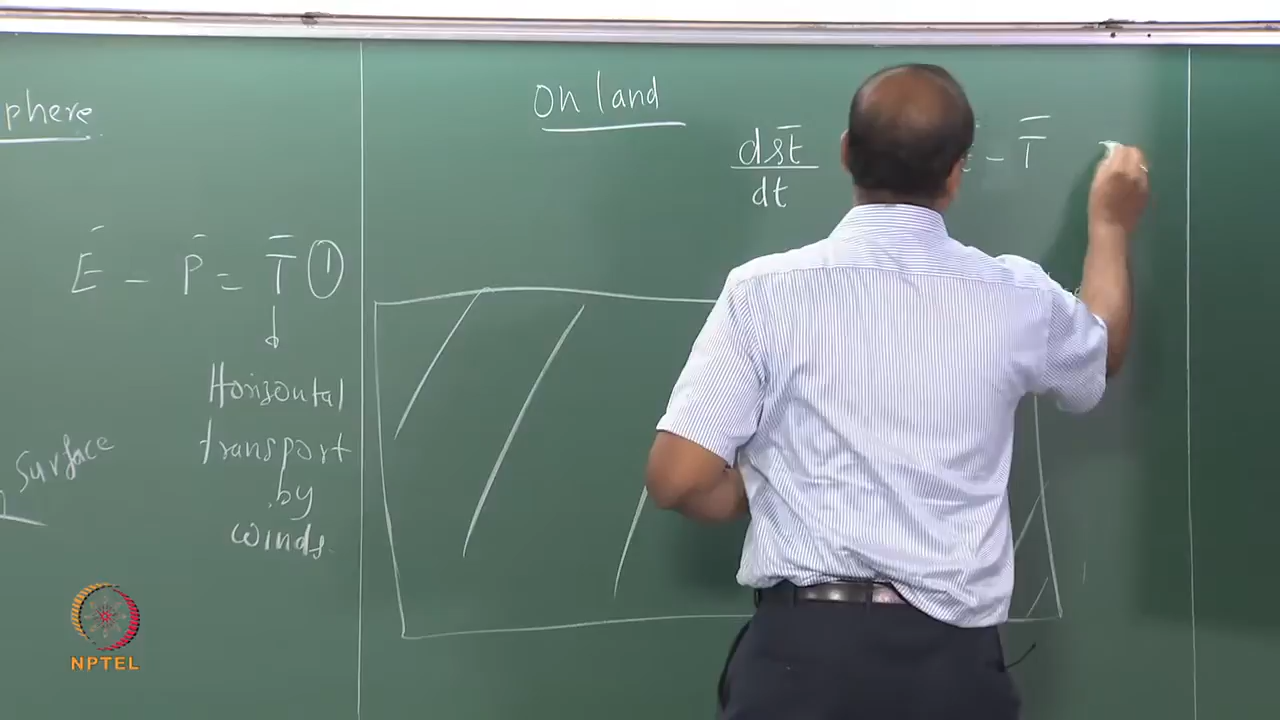 phere
Ē - P̄ = T̄ ①
Horizontal
transport
by
winds.
Surface
On land
ds̄t̄
dt
- T̄
NPTEL